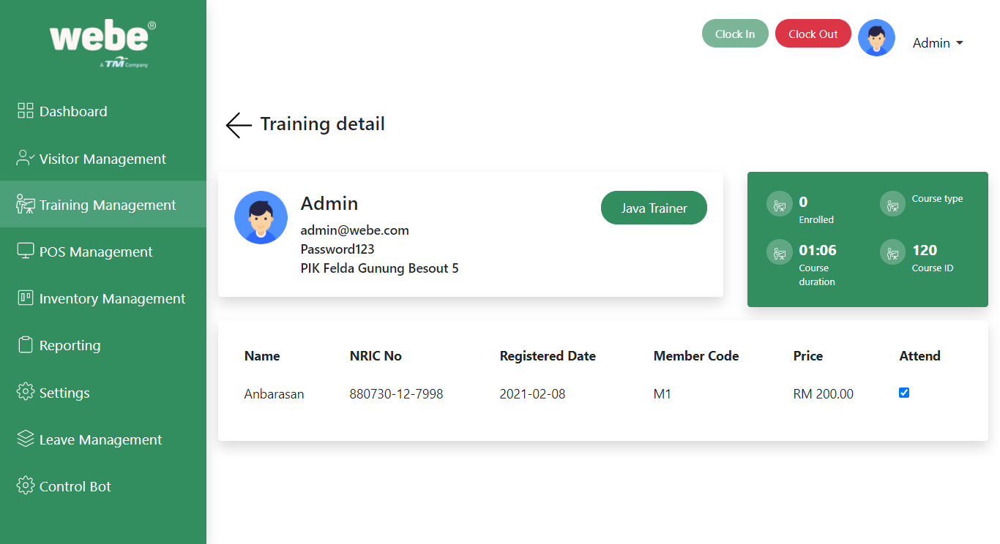 webe®
A TM Company
Dashboard
Visitor Management
Training Management
POS Management
Inventory Management
Reporting
Settings
Leave Management
Control Bot
Clock In
Clock Out
Admin
Training detail
Admin
admin@webe.com
Password123
PIK Felda Gunung Besout 5
Java Trainer
0
Enrolled
Course type
01:06
Course
duration
120
Course ID
Name NRIC No Registered Date Member Code Price Attend
Anbarasan 880730-12-7998 2021-02-08 M1 RM 200.00